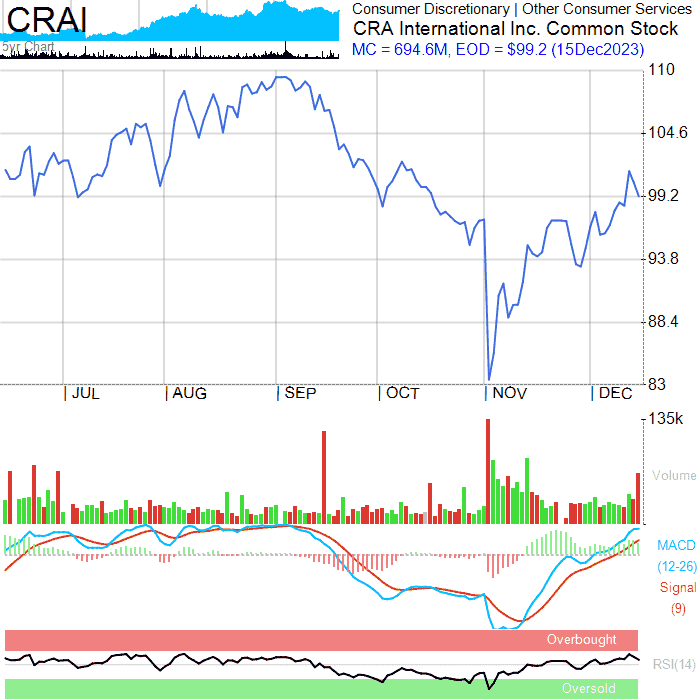 CRAI
5yr Chart
Consumer Discretionary | Other Consumer Services
CRA International Inc. Common Stock
MC = 694.6M, EOD = $99.2 (15Dec2023)
110
104.6
99.2
93.8
88.4
83
JUL
AUG
SEP
OCT
NOV
DEC
135k
Volume
MACD
(12-26)
Signal
(9)
Overbought
RSI(14)
Oversold